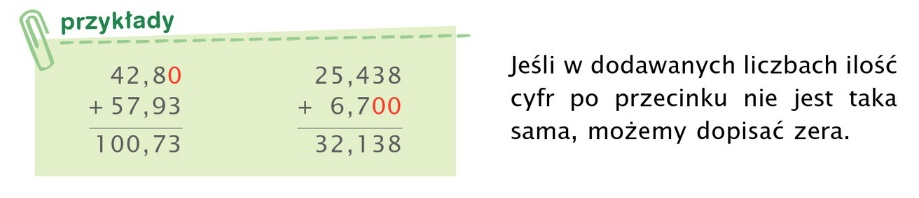 przykłady
42,80
+ 57,93
100,73
25,438
+ 6,700
32,138
Jeśli w dodawanych liczbach ilość
cyfr po przecinku nie jest taka
sama, możemy dopisać zera.